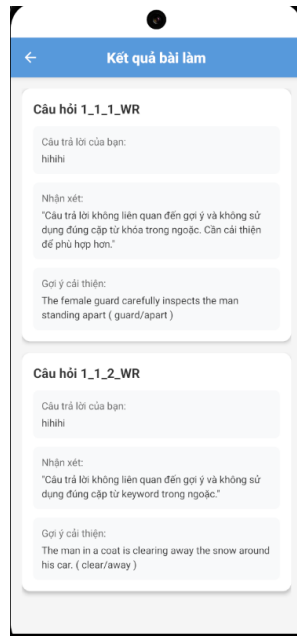 Kết quả bài làm
Câu hỏi 1_1_1_WR
Câu trả lời của bạn:
hihihi
Nhận xét:
"Câu trả lời không liên quan đến gợi ý và không sử
dụng đúng cặp từ khóa trong ngoặc. Cần cải thiện
để phù hợp hơn."
Gợi ý cải thiện:
The female guard carefully inspects the man
standing apart ( guard/apart )
Câu hỏi 1_1_2_WR
Câu trả lời của bạn:
hihihi
Nhận xét:
"Câu trả lời không liên quan đến gợi ý và không sử
dụng đúng cặp từ keyword trong ngoặc."
Gợi ý cải thiện:
The man in a coat is clearing away the snow around
his car. ( clear/away )